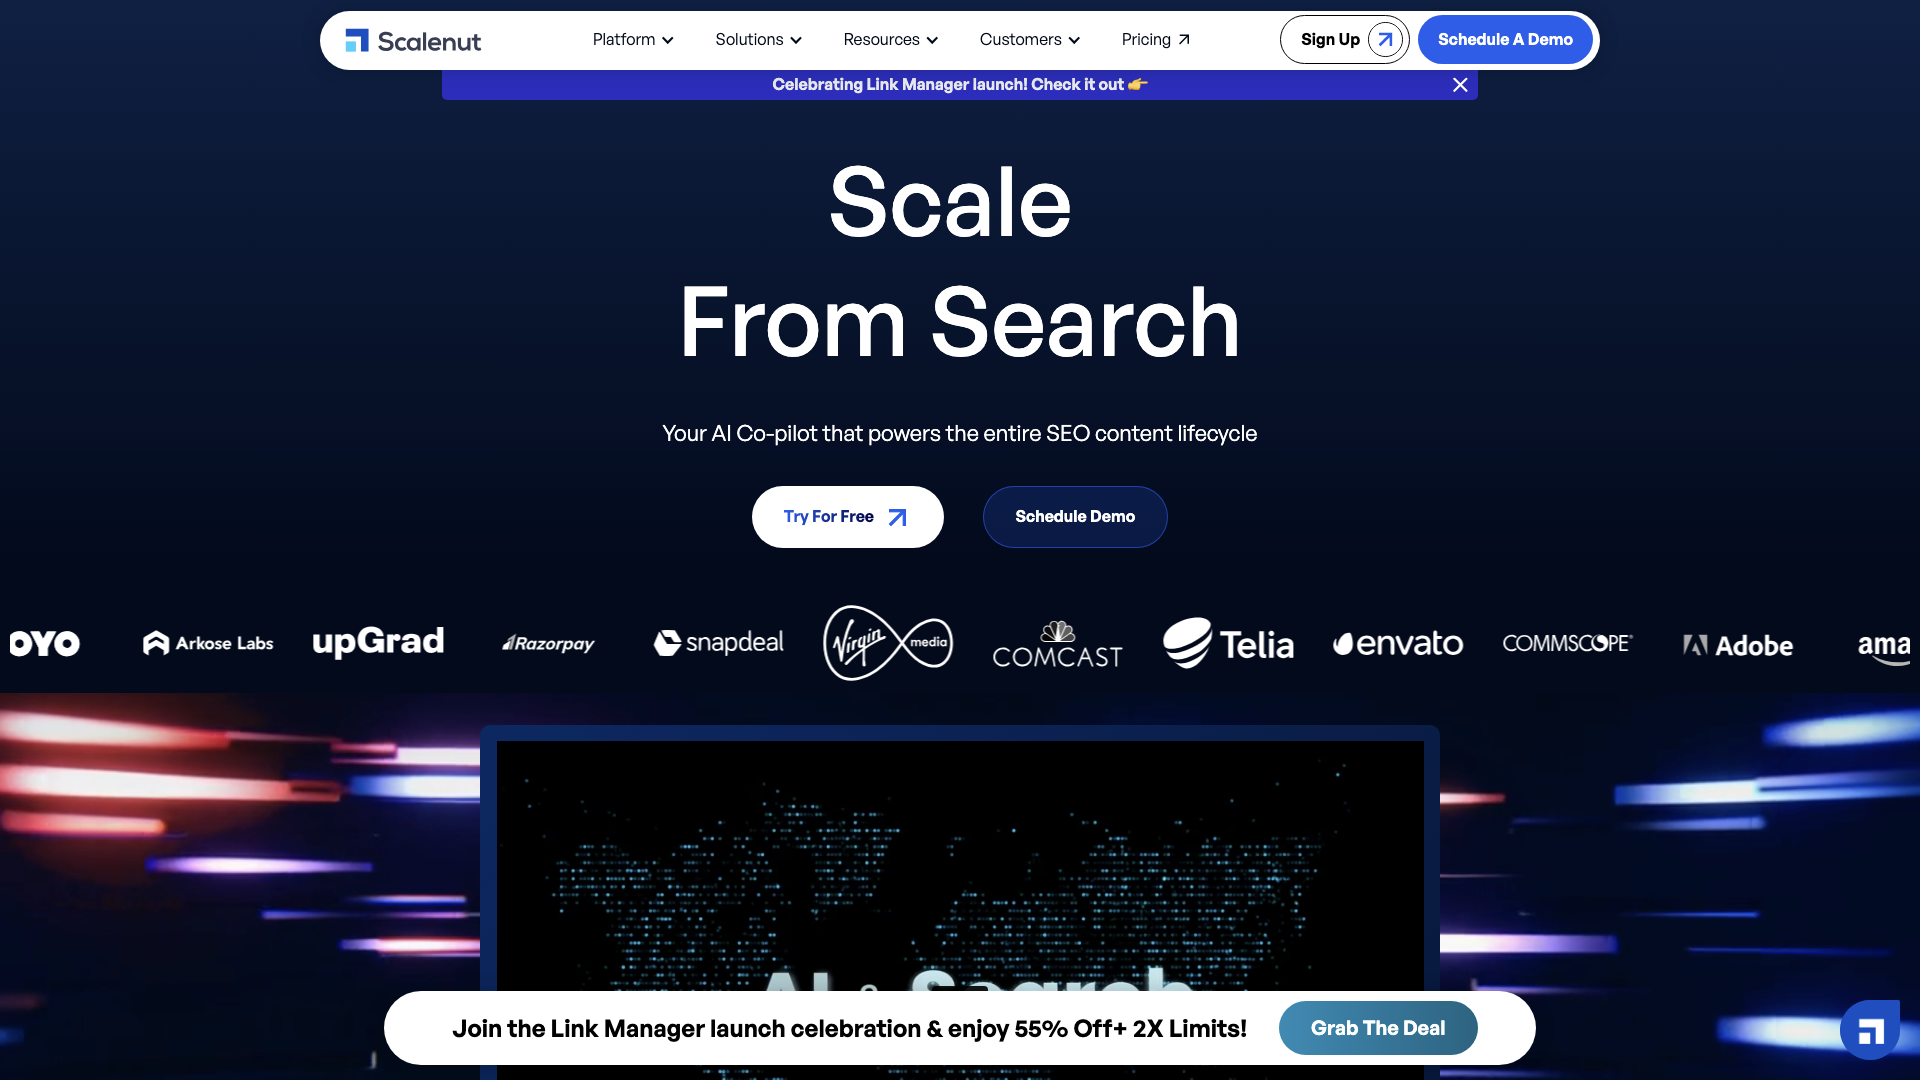 Scalenut
Platform
Solutions
Resources
Customers
Pricing
Sign Up
Schedule A Demo
Celebrating Link Manager launch! Check it out 👉
Scale
From Search
Your AI Co-pilot that powers the entire SEO content lifecycle
Try For Free
Schedule Demo
OYO
Arkose Labs
upGrad
Razorpay
snapdeal
Virgin media
COMCAST
Telia
envato
COMMSCOPE®
Adobe
ama
AI & Search
Join the Link Manager launch celebration & enjoy 55% Off+ 2X Limits!
Grab The Deal